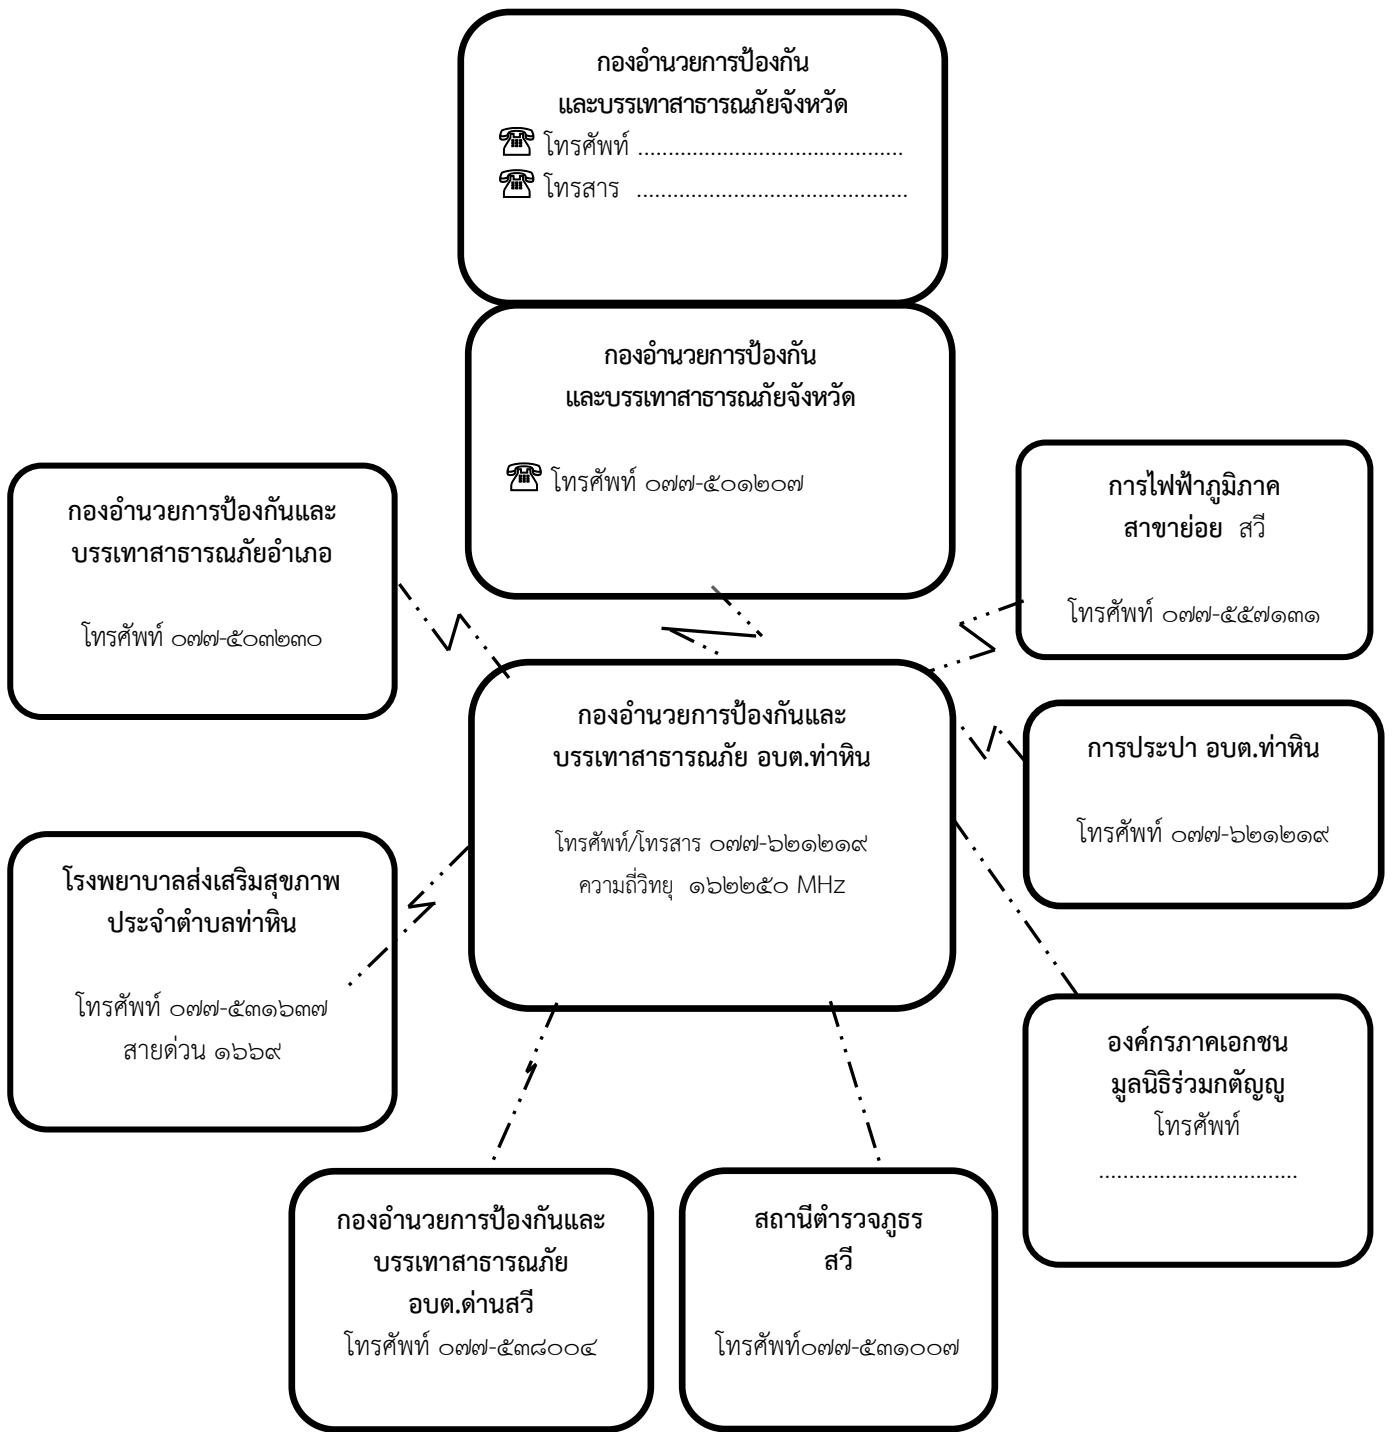 กองอำนวยการป้องกัน
และบรรเทาสาธารณภัยจังหวัด
☎ โทรศัพท์ ............................................
☎ โทรสาร .............................................
กองอำนวยการป้องกัน
และบรรเทาสาธารณภัยจังหวัด
☎ โทรศัพท์ ๐๗๗-๕๐๑๒๐๗
กองอำนวยการป้องกันและ
บรรเทาสาธารณภัยอำเภอ
โทรศัพท์ ๐๗๗-๕๐๓๒๓๐
การไฟฟ้าภูมิภาค
สาขาย่อย สวี
โทรศัพท์ ๐๗๗-๕๕๗๑๓๑
กองอำนวยการป้องกันและ
บรรเทาสาธารณภัย อบต.ท่าหิน
โทรศัพท์/โทรสาร ๐๗๗-๖๒๑๒๑๙
ความถี่วิทยุ ๑๖๒๒๕๐ MHz
การประปา อบต.ท่าหิน
โทรศัพท์ ๐๗๗-๖๒๑๒๑๙
โรงพยาบาลส่งเสริมสุขภาพ
ประจำตำบลท่าหิน
โทรศัพท์ ๐๗๗-๕๓๑๖๓๗
สายด่วน ๑๖๖๙
องค์กรภาคเอกชน
มูลนิธิร่วมกตัญญู
โทรศัพท์
.................................
กองอำนวยการป้องกันและ
บรรเทาสาธารณภัย
อบต.ด่านสวี
โทรศัพท์ ๐๗๗-๕๓๘๐๐๔
สถานีตำรวจภูธร
สวี
โทรศัพท์๐๗๗-๕๓๑๐๐๗